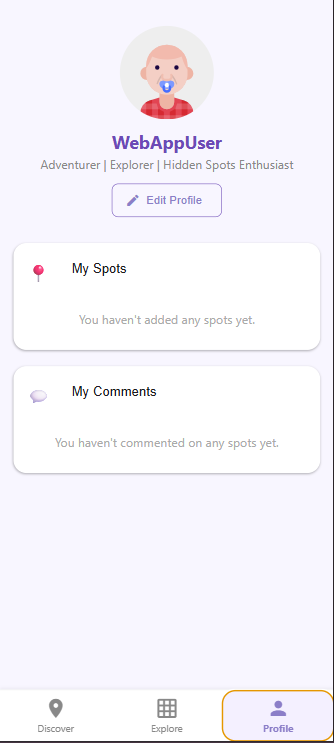 WebAppUser
Adventurer | Explorer | Hidden Spots Enthusiast
Edit Profile
My Spots
You haven't added any spots yet.
My Comments
You haven't commented on any spots yet.
Discover
Explore
Profile